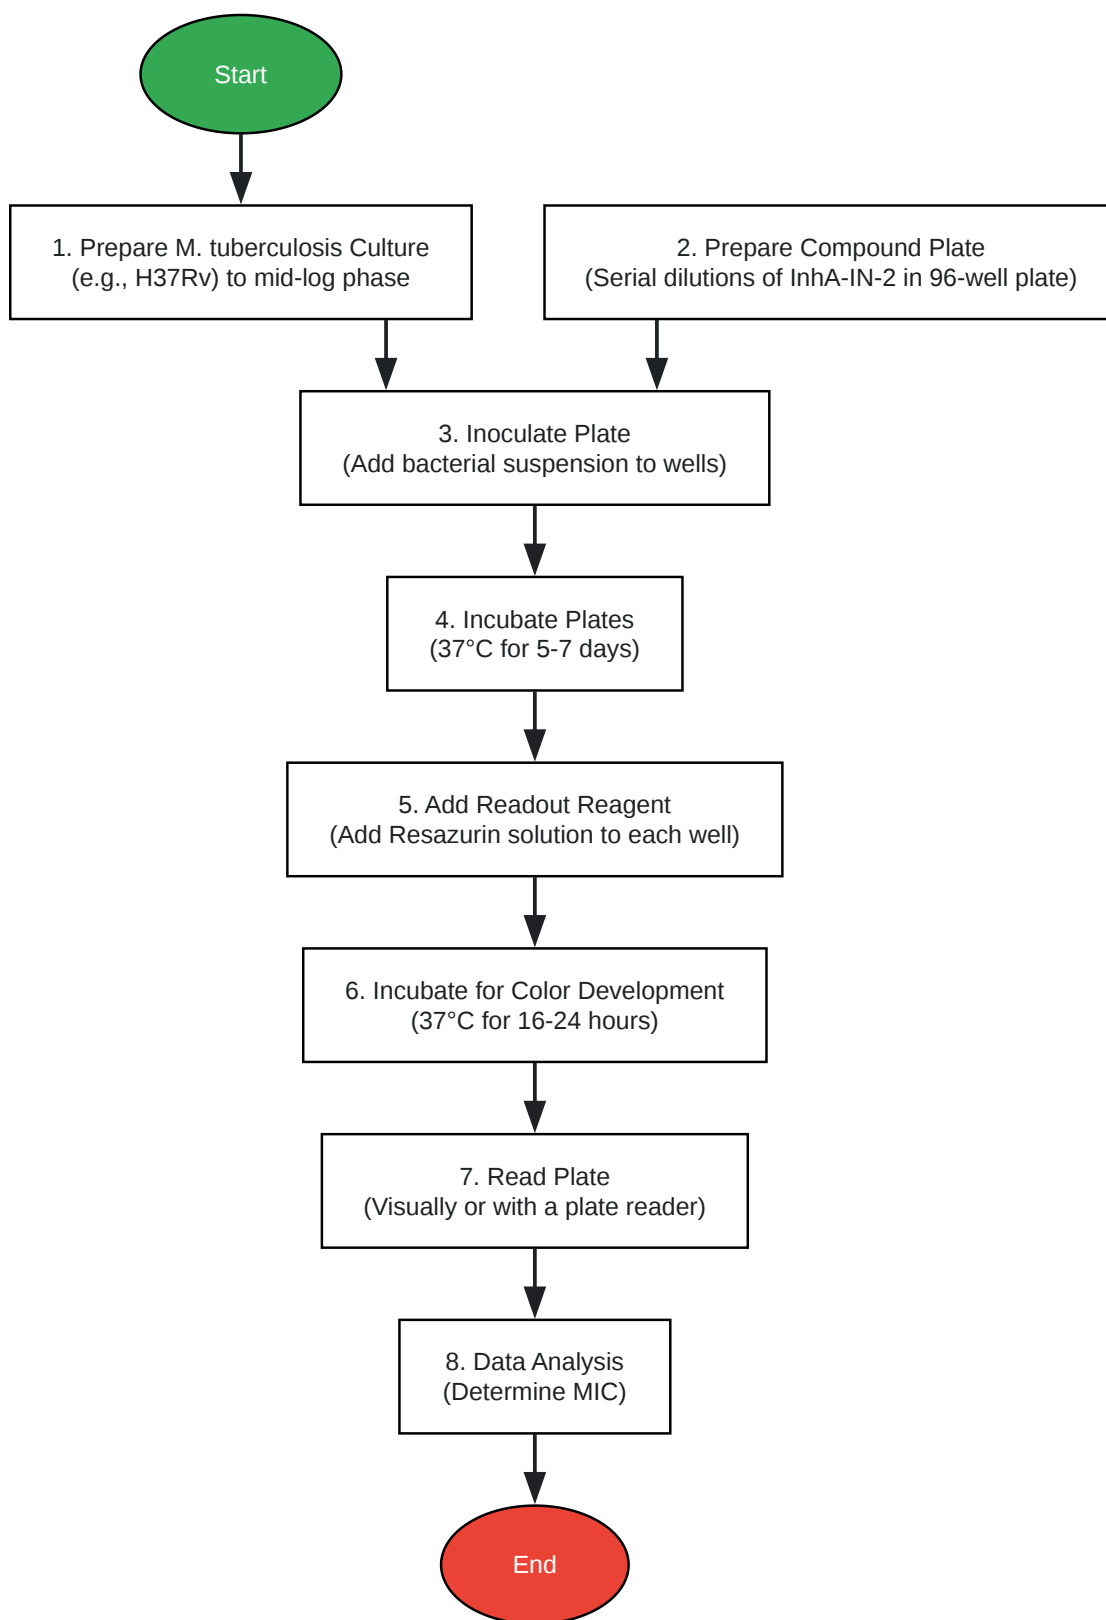 Start
1. Prepare M. tuberculosis Culture
(e.g., H37Rv) to mid-log phase
2. Prepare Compound Plate
(Serial dilutions of InhA-IN-2 in 96-well plate)
3. Inoculate Plate
(Add bacterial suspension to wells)
4. Incubate Plates
(37°C for 5-7 days)
5. Add Readout Reagent
(Add Resazurin solution to each well)
6. Incubate for Color Development
(37°C for 16-24 hours)
7. Read Plate
(Visually or with a plate reader)
8. Data Analysis
(Determine MIC)
End